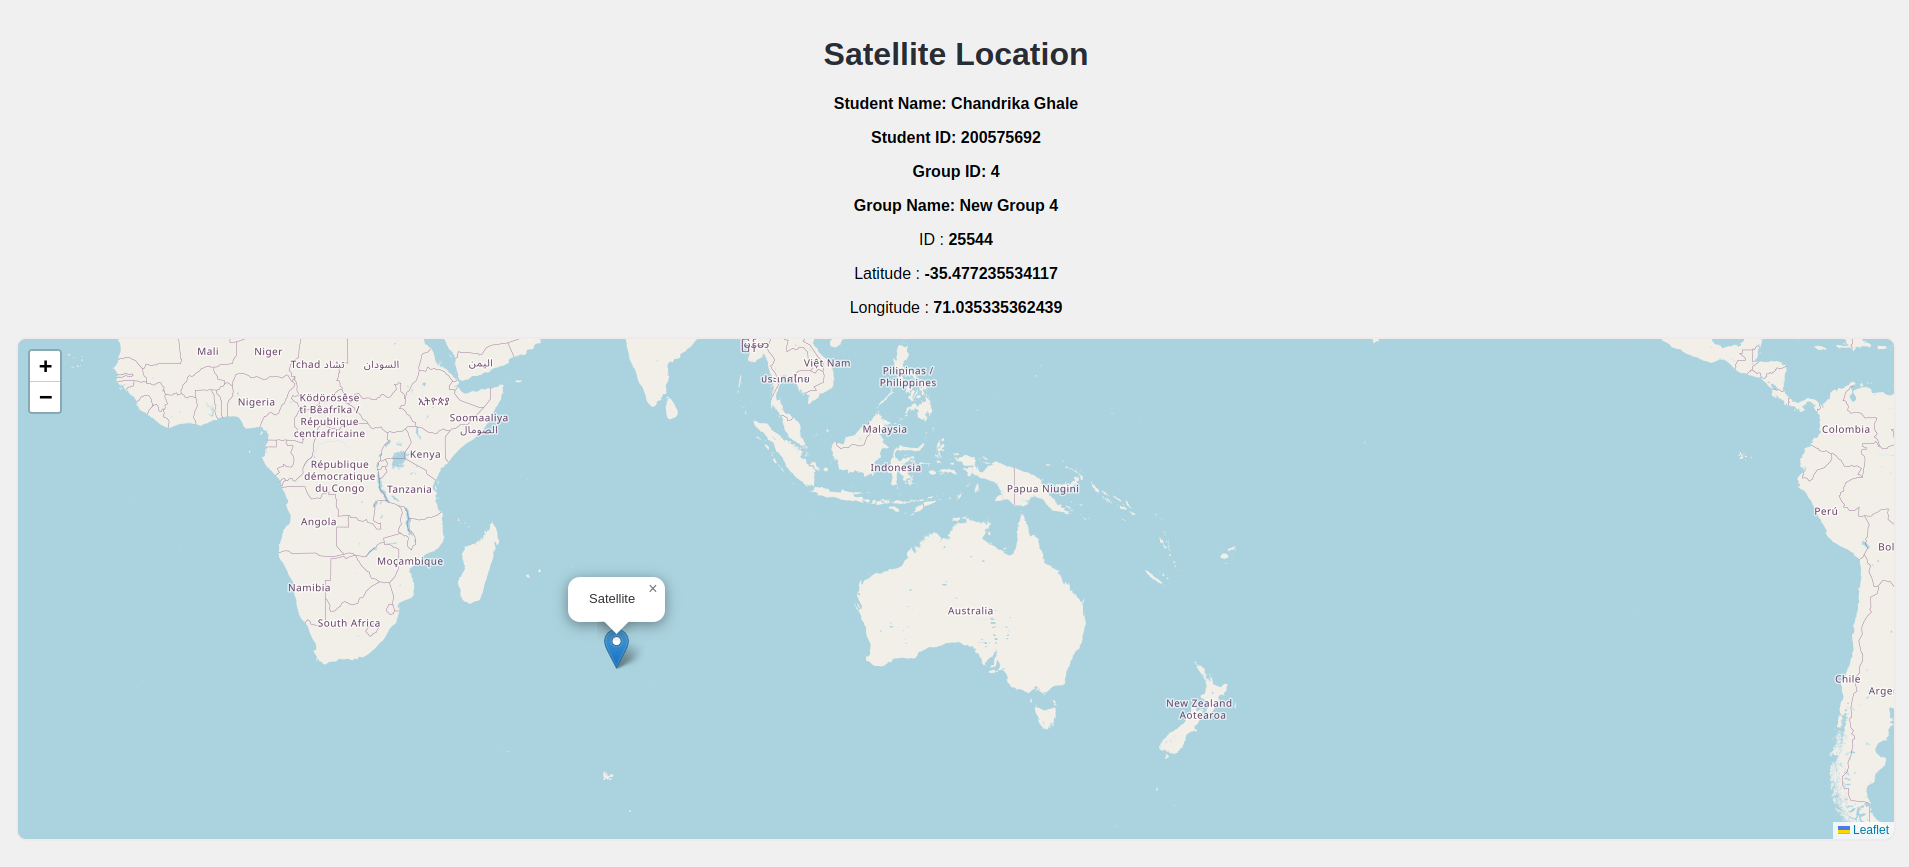 Satellite Location
Student Name: Chandrika Ghale
Student ID: 200575692
Group ID: 4
Group Name: New Group 4
ID : 25544
Latitude : -35.477235534117
Longitude : 71.035335362439
+
−
Mali
Niger
Tchad تشاد
السودان
اليمن
Nigeria
Ködörösêse
tî Bêafrîka /
République
centrafricaine
ኢትዮጵያ
Soomaaliya
الصومال
Kenya
République
démocratique
du Congo
Tanzania
Angola
Moçambique
Namibia
South Africa
မြန်မာ
Việt Nam
ประเทศไทย
Pilipinas /
Philippines
Malaysia
Indonesia
Papua Niugini
Satellite
×
Australia
New Zealand
Aotearoa
Colombia
Perú
Bol
Chile
Arge
Leaflet